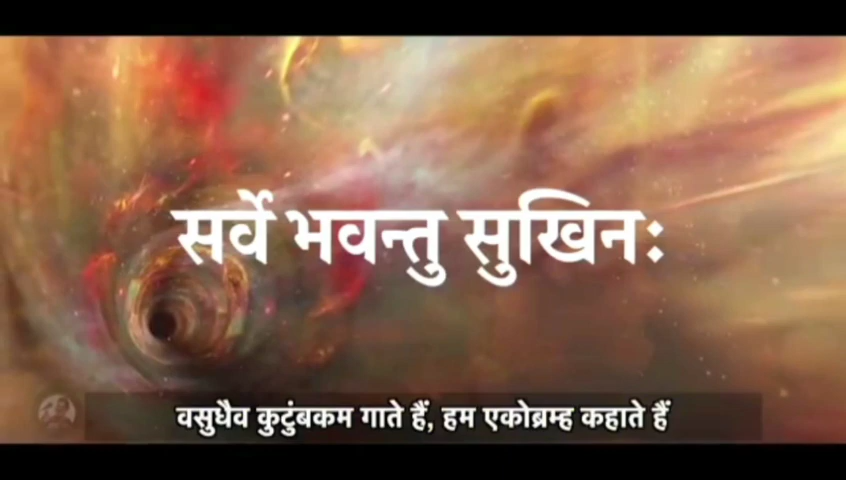 सर्वे भवन्तु सुखिनः
वसुधैव कुटुंबकम गाते हैं, हम एकोब्रम्ह कहाते हैं